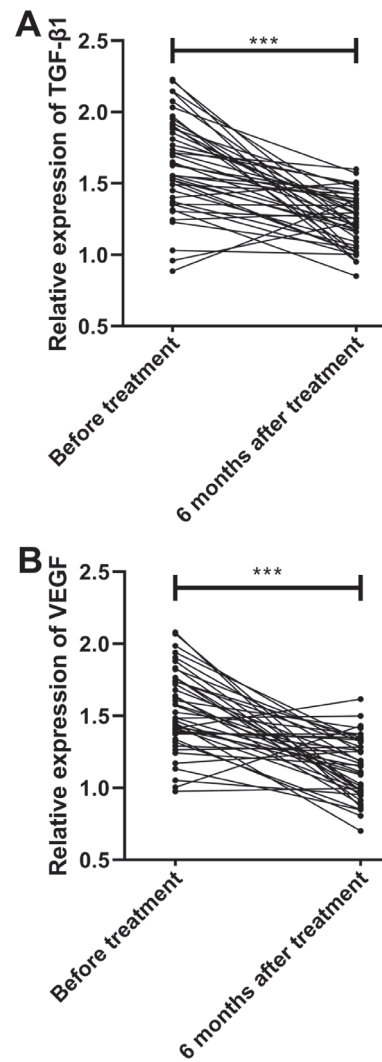 A
Relative expression of TGF-β1
2.5
2.0
1.5
1.0
0.5
***
Before treatment
6 months after treatment
B
Relative expression of VEGF
2.5
2.0
1.5
1.0
0.5
***
Before treatment
6 months after treatment